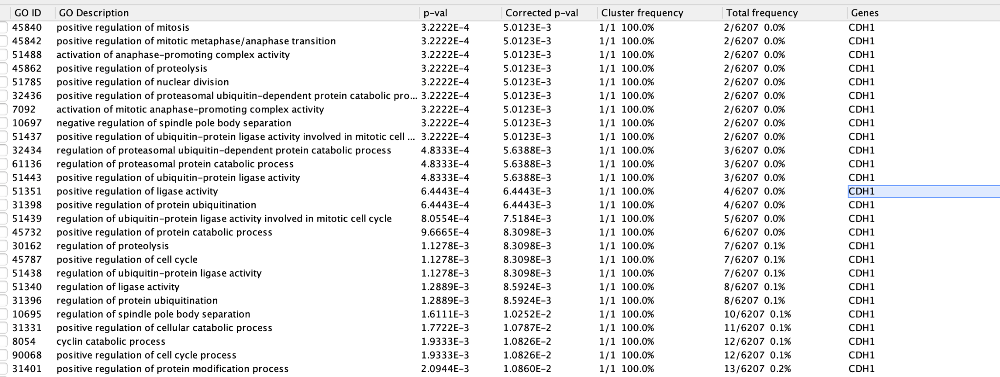 GO ID GO Description p-val Corrected p-val Cluster frequency Total frequency Genes
45840 positive regulation of mitosis 3.2222E-4 5.0123E-3 1/1 100.0% 2/6207 0.0% CDH1
45842 positive regulation of mitotic metaphase/anaphase transition 3.2222E-4 5.0123E-3 1/1 100.0% 2/6207 0.0% CDH1
51488 activation of anaphase-promoting complex activity 3.2222E-4 5.0123E-3 1/1 100.0% 2/6207 0.0% CDH1
45862 positive regulation of proteolysis 3.2222E-4 5.0123E-3 1/1 100.0% 2/6207 0.0% CDH1
51785 positive regulation of nuclear division 3.2222E-4 5.0123E-3 1/1 100.0% 2/6207 0.0% CDH1
32436 positive regulation of proteasomal ubiquitin-dependent protein catabolic pro... 3.2222E-4 5.0123E-3 1/1 100.0% 2/6207 0.0% CDH1
7092 activation of mitotic anaphase-promoting complex activity 3.2222E-4 5.0123E-3 1/1 100.0% 2/6207 0.0% CDH1
10697 negative regulation of spindle pole body separation 3.2222E-4 5.0123E-3 1/1 100.0% 2/6207 0.0% CDH1
51437 positive regulation of ubiquitin-protein ligase activity involved in mitotic cell ... 3.2222E-4 5.0123E-3 1/1 100.0% 2/6207 0.0% CDH1
32434 regulation of proteasomal ubiquitin-dependent protein catabolic process 4.8333E-4 5.6388E-3 1/1 100.0% 3/6207 0.0% CDH1
61136 regulation of proteasomal protein catabolic process 4.8333E-4 5.6388E-3 1/1 100.0% 3/6207 0.0% CDH1
51443 positive regulation of ubiquitin-protein ligase activity 4.8333E-4 5.6388E-3 1/1 100.0% 3/6207 0.0% CDH1
51351 positive regulation of ligase activity 6.4443E-4 6.4443E-3 1/1 100.0% 4/6207 0.0% CDH1
31398 positive regulation of protein ubiquitination 6.4443E-4 6.4443E-3 1/1 100.0% 4/6207 0.0% CDH1
51439 regulation of ubiquitin-protein ligase activity involved in mitotic cell cycle 8.0554E-4 7.5184E-3 1/1 100.0% 5/6207 0.0% CDH1
45732 positive regulation of protein catabolic process 9.6665E-4 8.3098E-3 1/1 100.0% 6/6207 0.0% CDH1
30162 regulation of proteolysis 1.1278E-3 8.3098E-3 1/1 100.0% 7/6207 0.1% CDH1
45787 positive regulation of cell cycle 1.1278E-3 8.3098E-3 1/1 100.0% 7/6207 0.1% CDH1
51438 regulation of ubiquitin-protein ligase activity 1.1278E-3 8.3098E-3 1/1 100.0% 7/6207 0.1% CDH1
51340 regulation of ligase activity 1.2889E-3 8.5924E-3 1/1 100.0% 8/6207 0.1% CDH1
31396 regulation of protein ubiquitination 1.2889E-3 8.5924E-3 1/1 100.0% 8/6207 0.1% CDH1
10695 regulation of spindle pole body separation 1.6111E-3 1.0252E-2 1/1 100.0% 10/6207 0.1% CDH1
31331 positive regulation of cellular catabolic process 1.7722E-3 1.0787E-2 1/1 100.0% 11/6207 0.1% CDH1
8054 cyclin catabolic process 1.9333E-3 1.0826E-2 1/1 100.0% 12/6207 0.1% CDH1
90068 positive regulation of cell cycle process 1.9333E-3 1.0826E-2 1/1 100.0% 12/6207 0.1% CDH1
31401 positive regulation of protein modification process 2.0944E-3 1.0860E-2 1/1 100.0% 13/6207 0.2% CDH1